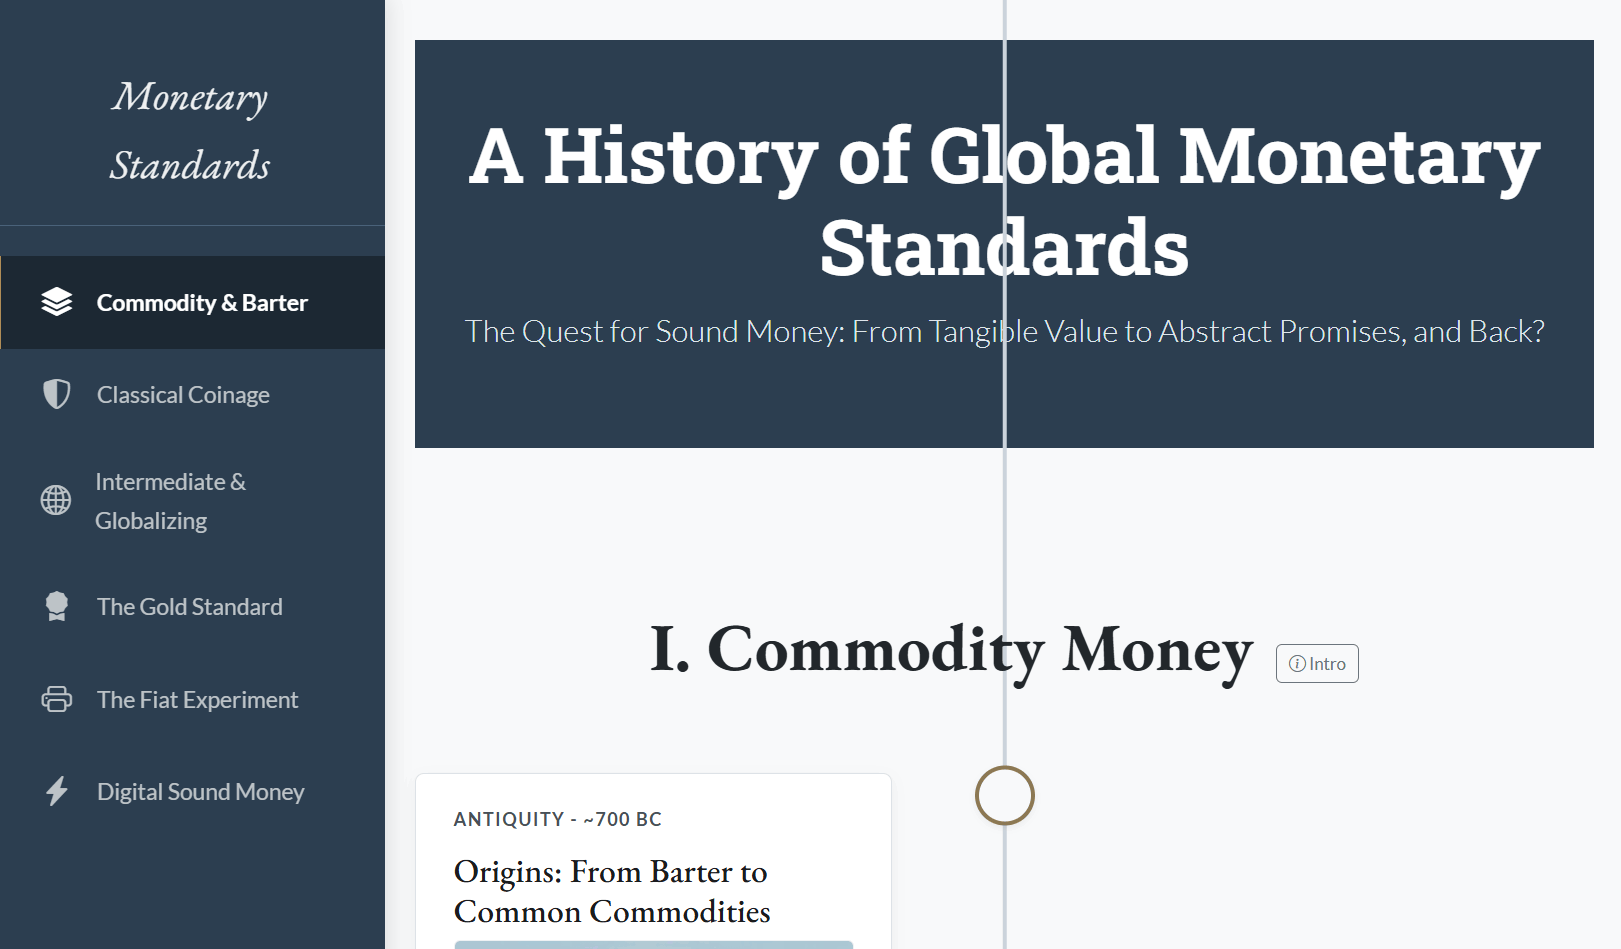 Monetary
Standards
Commodity & Barter
Classical Coinage
Intermediate &
Globalizing
The Gold Standard
The Fiat Experiment
Digital Sound Money
A History of Global Monetary
Standards
The Quest for Sound Money: From Tangible Value to Abstract Promises, and Back?
I. Commodity Money
Intro
ANTIQUITY - ~700 BC
Origins: From Barter to
Common Commodities